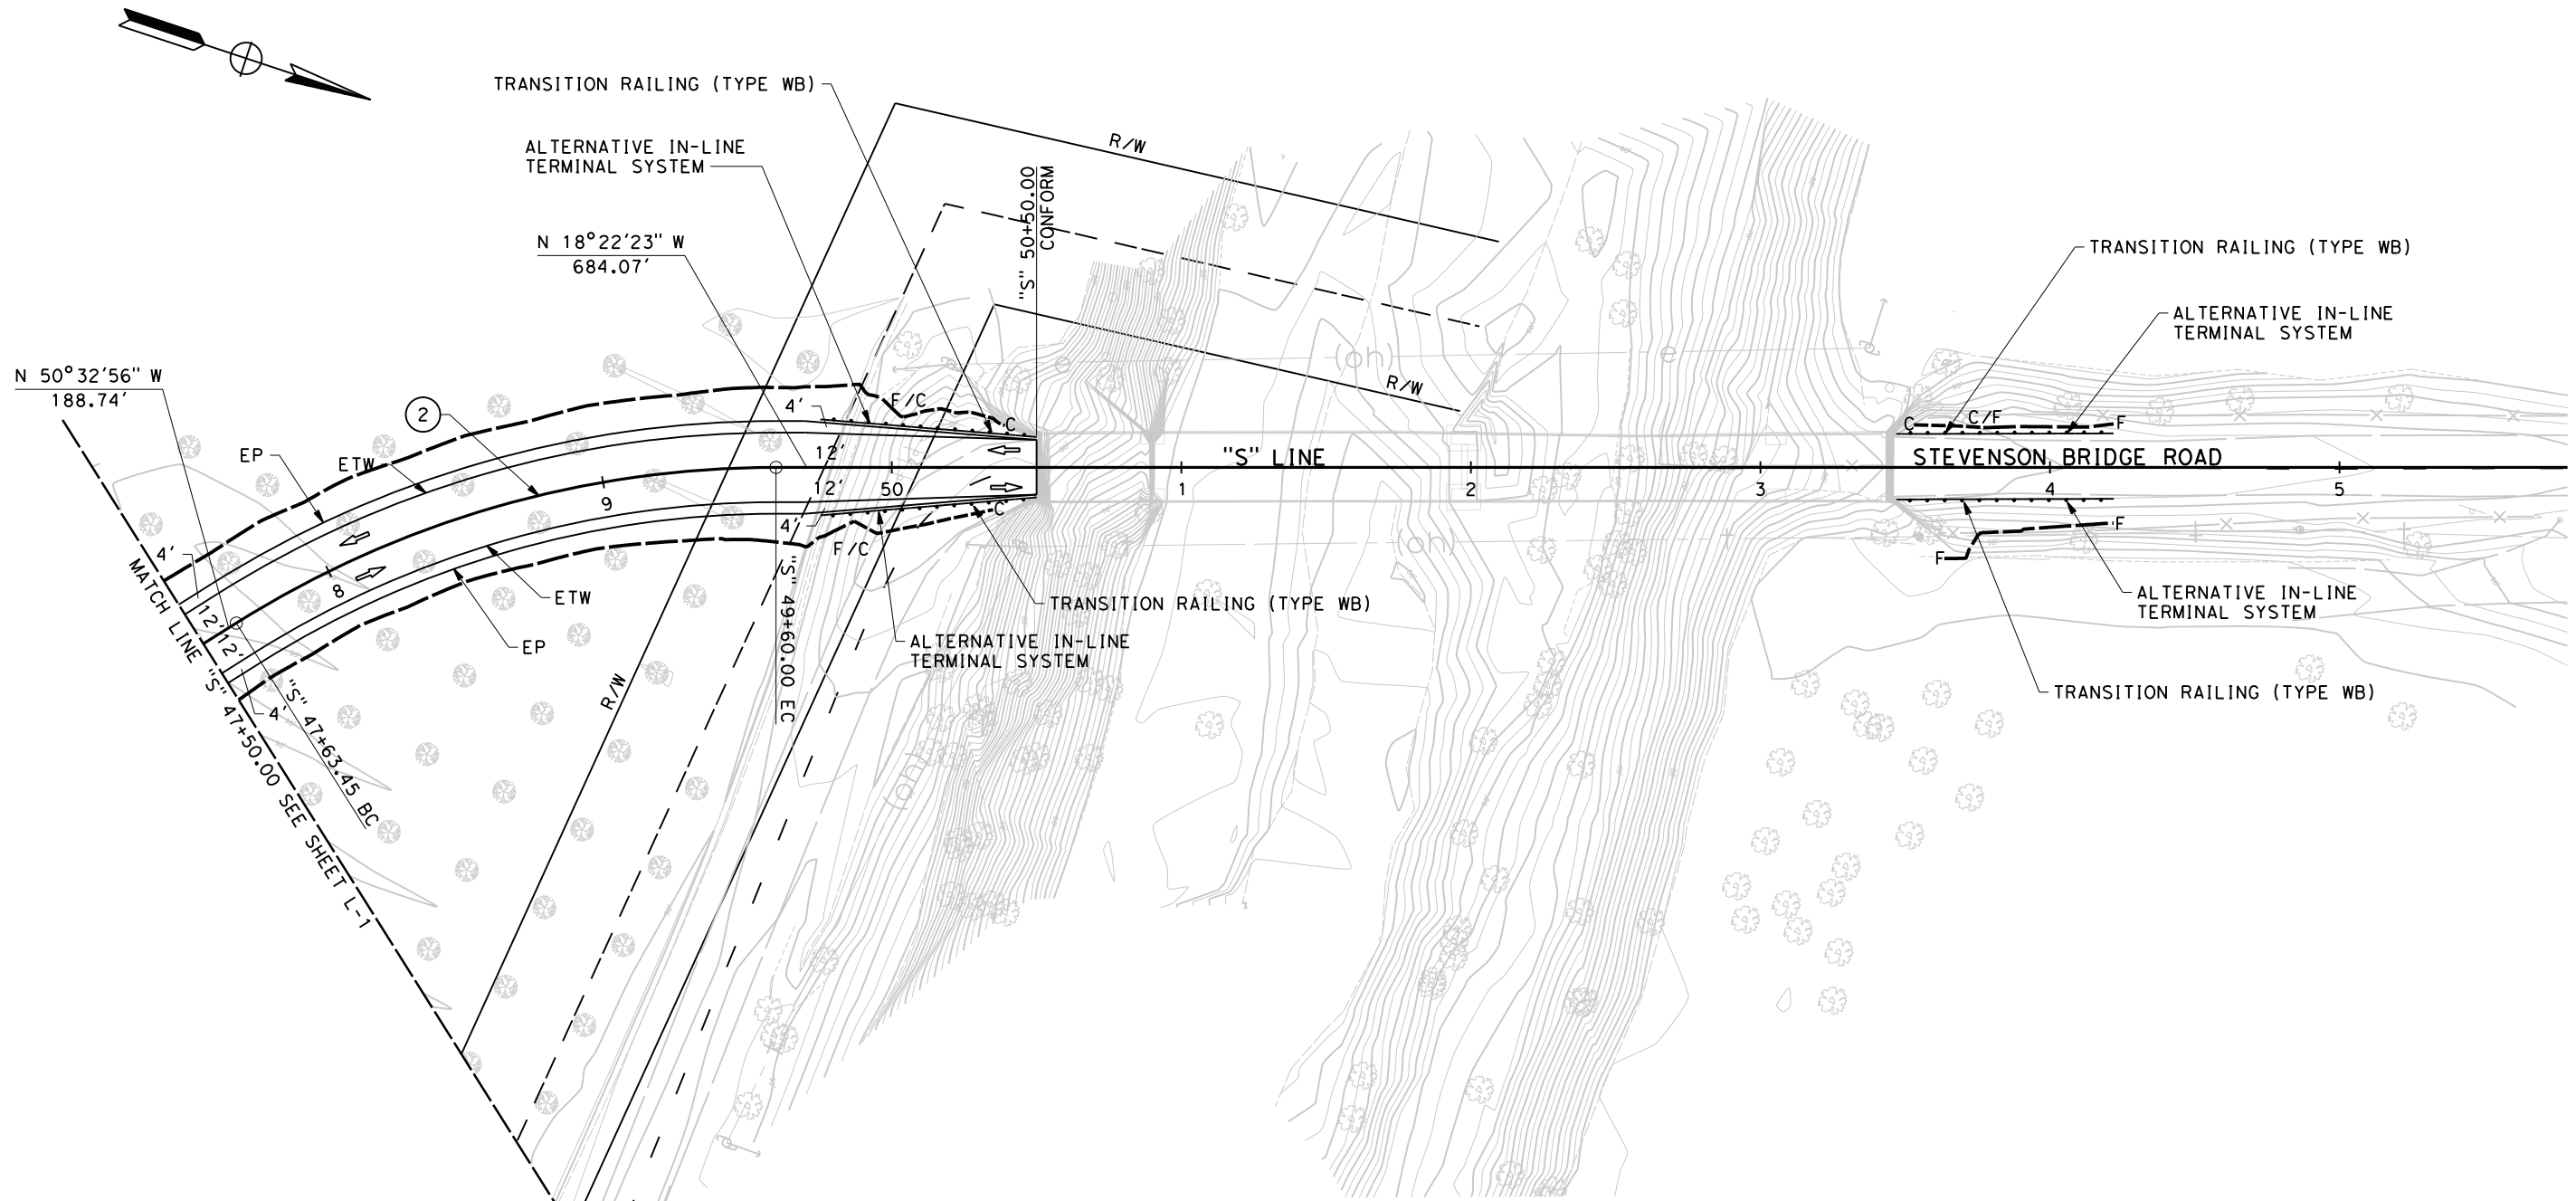 TRANSITION RAILING (TYPE WB)
R/W
ALTERNATIVE IN-LINE
TERMINAL SYSTEM
"S" 50+50.00
CONFORM
N 18°22'23" W
684.07'
TRANSITION RAILING (TYPE WB)
ALTERNATIVE IN-LINE
TERMINAL SYSTEM
(oh)
e
e
N 50°32'56" W
188.74'
R/W
2
4'
F/C
C
C
C/F
F
EP
ETW
12'
"S" LINE
STEVENSON BRIDGE ROAD
9
12'
50
1
2
3
4
5
4'
C
F/C
(oh)
F
F
4'
8
ETW
EP
12'
12'
4'
MATCH LINE "S" 47+50.00 SEE SHEET L-1
"S" 47+63.45 BC
"S" 49+60.00 EC
TRANSITION RAILING (TYPE WB)
ALTERNATIVE IN-LINE
TERMINAL SYSTEM
ALTERNATIVE IN-LINE
TERMINAL SYSTEM
TRANSITION RAILING (TYPE WB)
R/W
(oh)